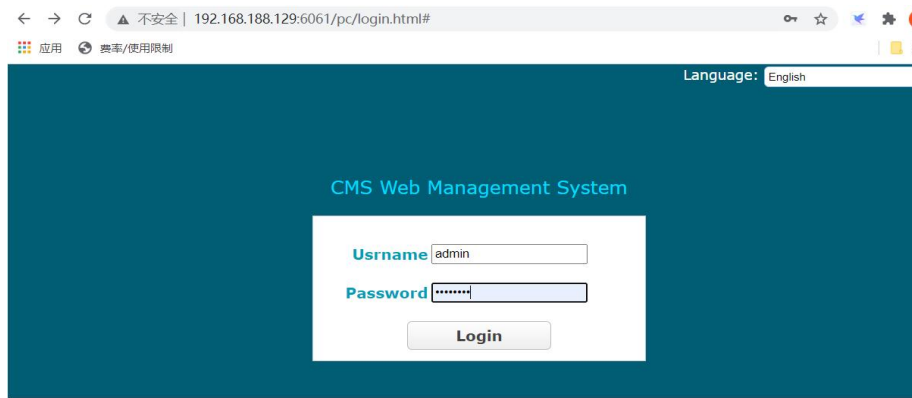 不安全 | 192.168.188.129:6061/pc/login.html#
应用 费率/使用限制
Language: English
CMS Web Management System
Usrname admin
Password ••••••••
Login